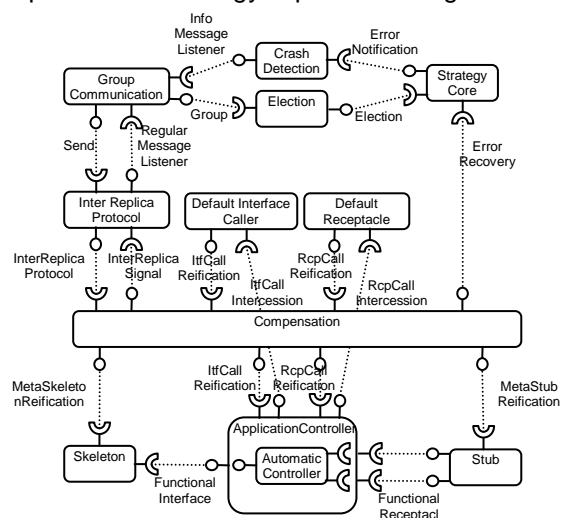 Info
Message
Listener
Error
Notification
Crash
Detection
Group
Communication
Strategy
Core
Election
Group
Election
Send
Regular
Message
Listener
Error
Recovery
Inter Replica
Protocol
Default Interface
Caller
Default
Receptacle
InterReplica
Protocol
InterReplica
Signal
ItfCall
Reification
ItfCall
Intercession
RcpCall
Reification
RcpCall
Intercession
Compensation
MetaSkeleto
nReification
ItfCall
Reification
RcpCall
Reification
MetaStub
Reification
ApplicationController
Skeleton
Automatic
Controller
Stub
Functional
Interface
Functional
Receptacl